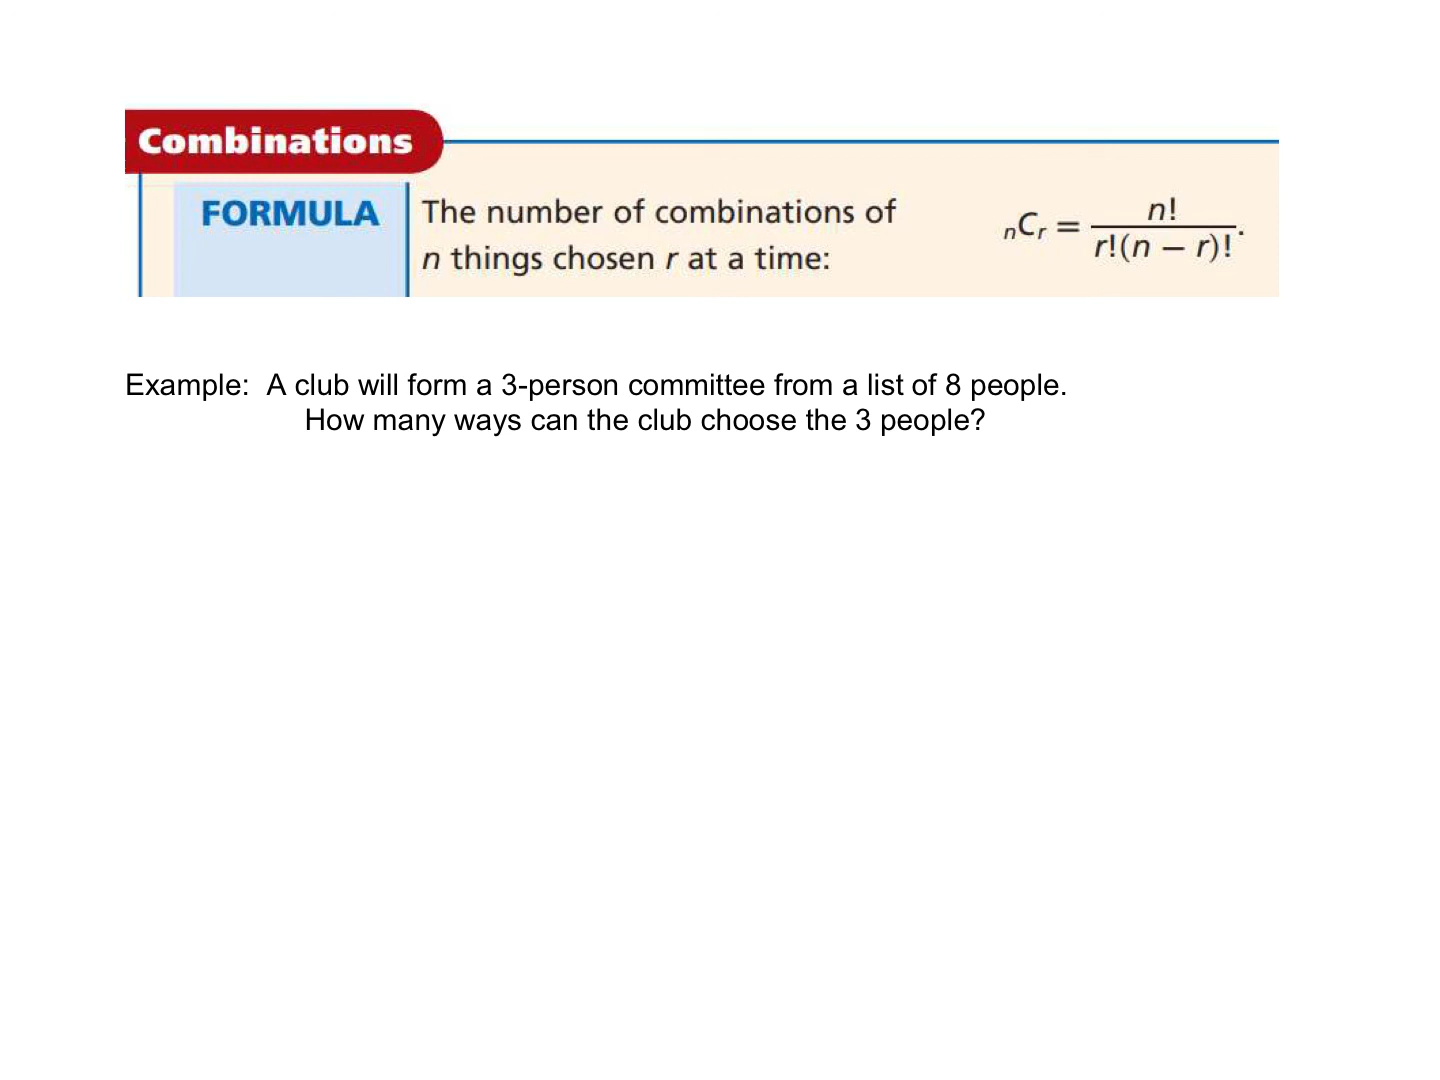 Combinations
FORMULA
The number of combinations of
n things chosen r at a time:
nCr = n! / r!(n − r)!.
Example: A club will form a 3-person committee from a list of 8 people.
How many ways can the club choose the 3 people?